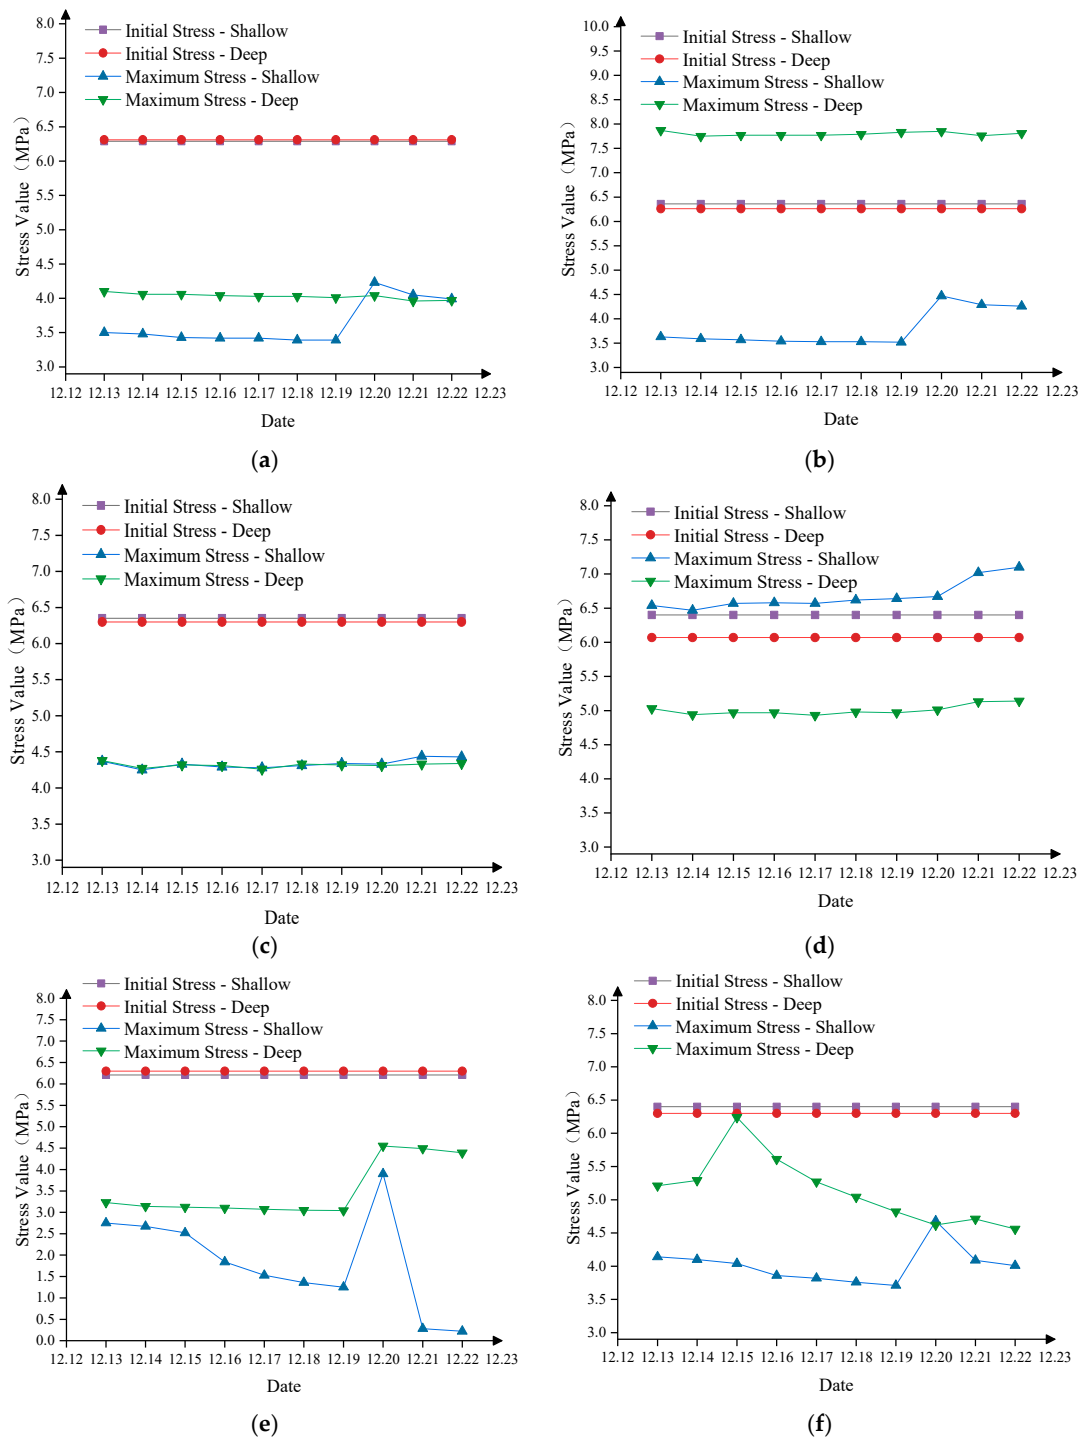 8.0
7.5
7.0
6.5
6.0
5.5
5.0
4.5
4.0
3.5
3.0
Stress Value（MPa）
Initial Stress - Shallow
Initial Stress - Deep
Maximum Stress - Shallow
Maximum Stress - Deep
12.12 12.13 12.14 12.15 12.16 12.17 12.18 12.19 12.20 12.21 12.22 12.23
Date
(a)
10.0
9.5
9.0
8.5
8.0
7.5
7.0
6.5
6.0
5.5
5.0
4.5
4.0
3.5
3.0
Stress Value（MPa）
Initial Stress - Shallow
Initial Stress - Deep
Maximum Stress - Shallow
Maximum Stress - Deep
12.12 12.13 12.14 12.15 12.16 12.17 12.18 12.19 12.20 12.21 12.22 12.23
Date
(b)
8.0
7.5
7.0
6.5
6.0
5.5
5.0
4.5
4.0
3.5
3.0
Stress Value（MPa）
Initial Stress - Shallow
Initial Stress - Deep
Maximum Stress - Shallow
Maximum Stress - Deep
12.12 12.13 12.14 12.15 12.16 12.17 12.18 12.19 12.20 12.21 12.22 12.23
Date
(c)
8.0
7.5
7.0
6.5
6.0
5.5
5.0
4.5
4.0
3.5
3.0
Stress Value（MPa）
Initial Stress - Shallow
Initial Stress - Deep
Maximum Stress - Shallow
Maximum Stress - Deep
12.12 12.13 12.14 12.15 12.16 12.17 12.18 12.19 12.20 12.21 12.22 12.23
Date
(d)
8.0
7.5
7.0
6.5
6.0
5.5
5.0
4.5
4.0
3.5
3.0
2.5
2.0
1.5
1.0
0.5
0.0
Stress Value（MPa）
Initial Stress - Shallow
Initial Stress - Deep
Maximum Stress - Shallow
Maximum Stress - Deep
12.12 12.13 12.14 12.15 12.16 12.17 12.18 12.19 12.20 12.21 12.22 12.23
Date
(e)
8.0
7.5
7.0
6.5
6.0
5.5
5.0
4.5
4.0
3.5
3.0
Stress Value（MPa）
Initial Stress - Shallow
Initial Stress - Deep
Maximum Stress - Shallow
Maximum Stress - Deep
12.12 12.13 12.14 12.15 12.16 12.17 12.18 12.19 12.20 12.21 12.22 12.23
Date
(f)